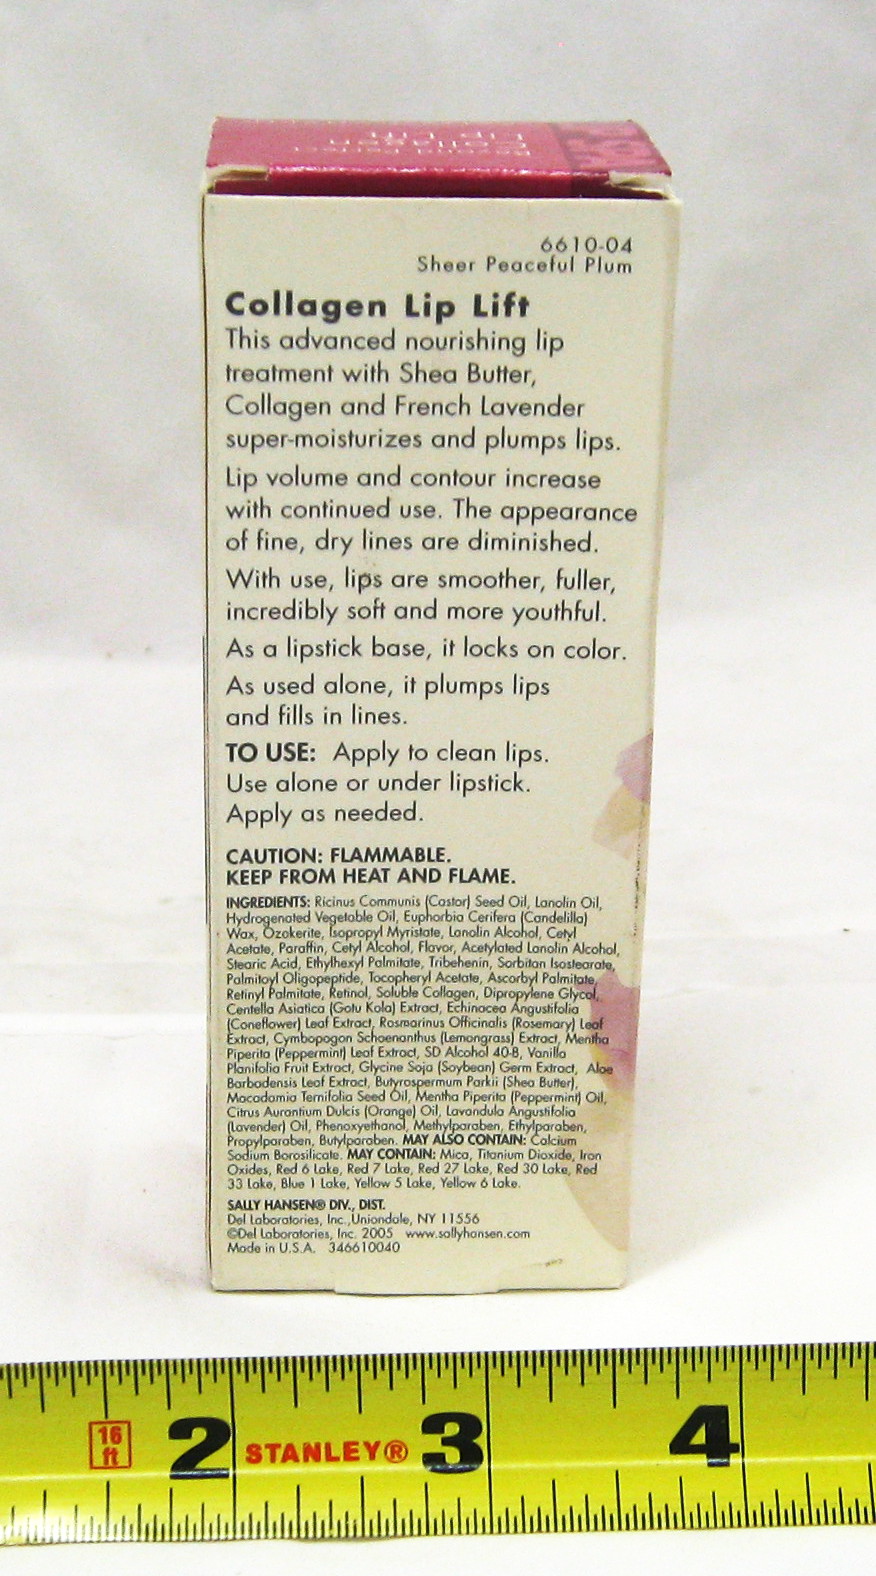 Collagen
Lip Lift
6610-04
Sheer Peaceful Plum
Collagen Lip Lift
This advanced nourishing lip
treatment with Shea Butter,
Collagen and French Lavender
super-moisturizes and plumps lips.
Lip volume and contour increase
with continued use. The appearance
of fine, dry lines are diminished.
With use, lips are smoother, fuller,
incredibly soft and more youthful.
As a lipstick base, it locks on color.
As used alone, it plumps lips
and fills in lines.
TO USE: Apply to clean lips.
Use alone or under lipstick.
Apply as needed.
CAUTION: FLAMMABLE.
KEEP FROM HEAT AND FLAME.
INGREDIENTS: Ricinus Communis (Castor) Seed Oil, Lanolin Oil,
Hydrogenated Vegetable Oil, Euphorbia Cerifera (Candelilla)
Wax, Ozokerite, Isopropyl Myristate, Lanolin Alcohol, Cetyl
Acetate, Paraffin, Cetyl Alcohol, Flavor, Acetylated Lanolin Alcohol,
Stearic Acid, Ethylhexyl Palmitate, Tribehenin, Sorbitan Isostearate,
Palmitoyl Oligopeptide, Tocopheryl Acetate, Ascorbyl Palmitate,
Retinyl Palmitate, Retinol, Soluble Collagen, Dipropylene Glycol,
Centella Asiatica (Gotu Kola) Extract, Echinacea Angustifolia
(Coneflower) Leaf Extract, Rosmarinus Officinalis (Rosemary) Leaf
Extract, Cymbopogon Schoenanthus (Lemongrass) Extract, Mentha
Piperita (Peppermint) Leaf Extract, SD Alcohol 40-B, Vanilla
Planifolia Fruit Extract, Glycine Soja (Soybean) Germ Extract, Aloe
Barbadensis Leaf Extract, Butyrospermum Parkii (Shea Butter),
Macadamia Ternifolia Seed Oil, Mentha Piperita (Peppermint) Oil,
Citrus Aurantium Dulcis (Orange) Oil, Lavandula Angustifolia
(Lavender) Oil, Phenoxyethanol, Methylparaben, Ethylparaben,
Propylparaben, Butylparaben. MAY ALSO CONTAIN: Calcium
Sodium Borosilicate. MAY CONTAIN: Mica, Titanium Dioxide, Iron
Oxides, Red 6 Lake, Red 7 Lake, Red 27 Lake, Red 30 Lake, Red
33 Lake, Blue 1 Lake, Yellow 5 Lake, Yellow 6 Lake.
SALLY HANSEN® DIV., DIST.
Del Laboratories, Inc.,Uniondale, NY 11556
©Del Laboratories, Inc. 2005 www.sallyhansen.com
Made in U.S.A. 346610040
16 ft 2 STANLEY® 3 4